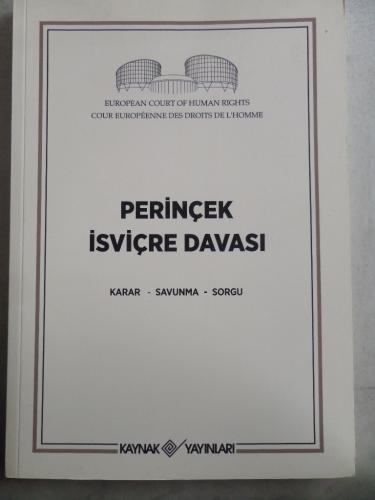 EUROPEAN COURT OF HUMAN RIGHTS
COUR EUROPÉENNE DES DROITS DE L'HOMME
PERİNÇEK
İSVİÇRE DAVASI
KARAR - SAVUNMA - SORGU
KAYNAK YAYINLARI